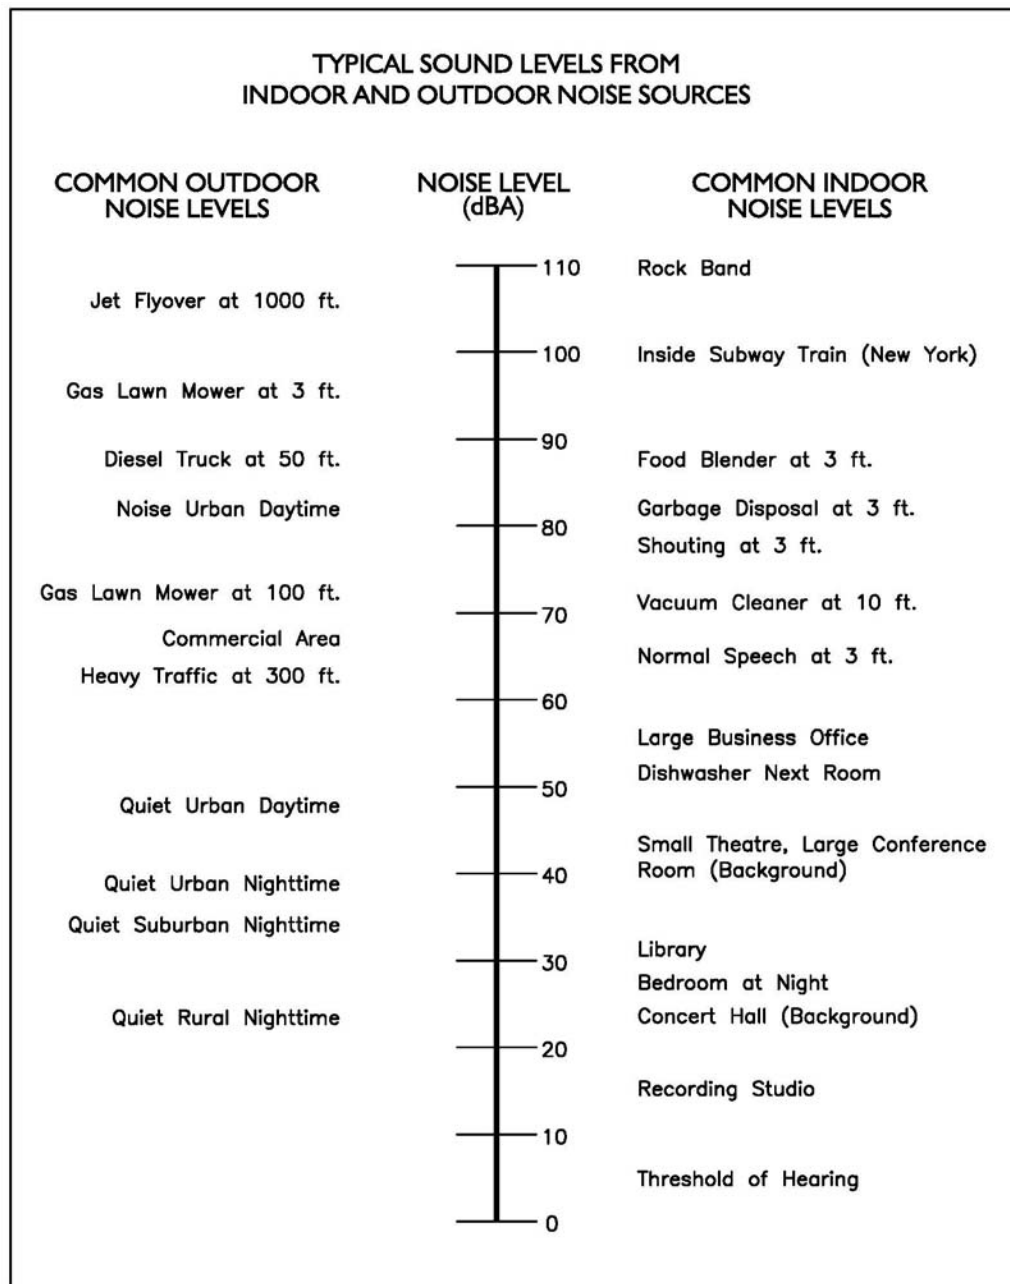 TYPICAL SOUND LEVELS FROM
INDOOR AND OUTDOOR NOISE SOURCES
COMMON OUTDOOR
NOISE LEVELS
NOISE LEVEL
(dBA)
COMMON INDOOR
NOISE LEVELS
110
Rock Band
Jet Flyover at 1000 ft.
100
Inside Subway Train (New York)
Gas Lawn Mower at 3 ft.
90
Diesel Truck at 50 ft.
Food Blender at 3 ft.
Noise Urban Daytime
Garbage Disposal at 3 ft.
80
Shouting at 3 ft.
Gas Lawn Mower at 100 ft.
Vacuum Cleaner at 10 ft.
70
Commercial Area
Normal Speech at 3 ft.
Heavy Traffic at 300 ft.
60
Large Business Office
Dishwasher Next Room
50
Quiet Urban Daytime
Small Theatre, Large Conference
Room (Background)
40
Quiet Urban Nighttime
Quiet Suburban Nighttime
Library
30
Bedroom at Night
Quiet Rural Nighttime
Concert Hall (Background)
20
Recording Studio
10
Threshold of Hearing
0